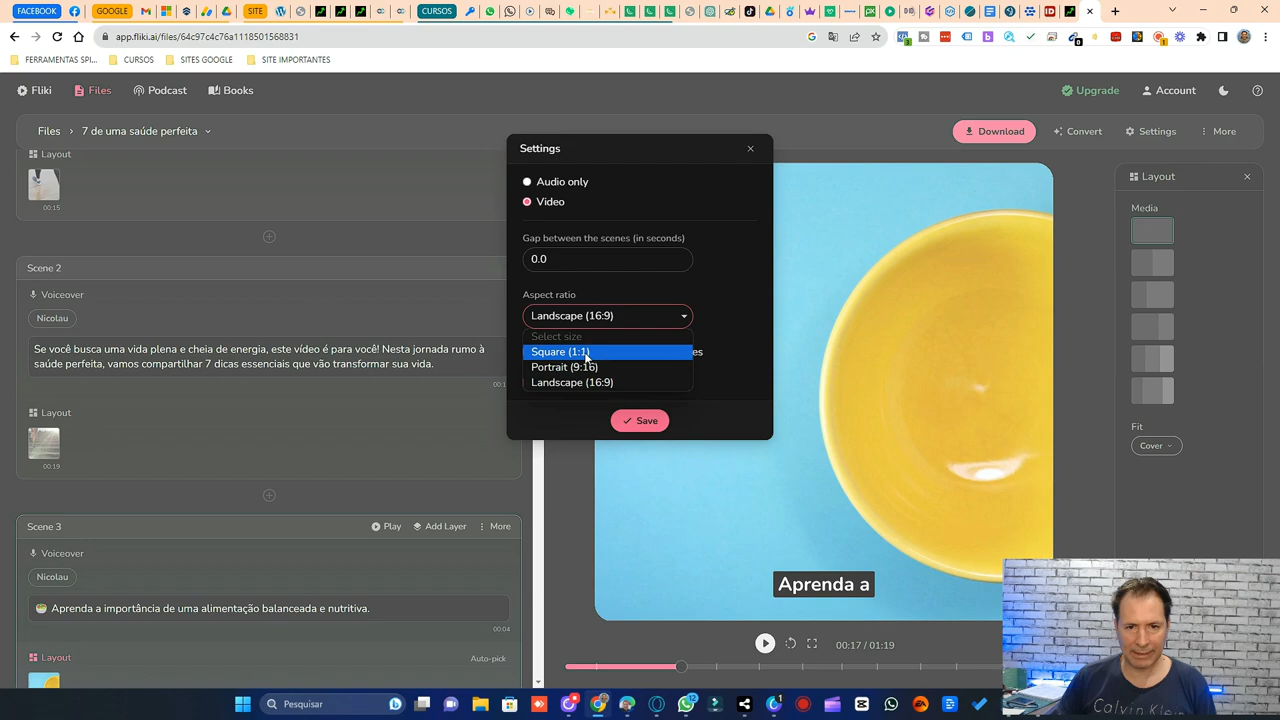 FACEBOOK
GOOGLE
SITE
CURSOS
app.fliki.ai/files/64c97c4c76a1118501568831
FERRAMENTAS SPI...
CURSOS
SITES GOOGLE
SITE IMPORTANTES
Fliki
Files
Podcast
Books
Upgrade
Account
Files > 7 de uma saúde perfeita
Download
Convert
Settings
More
Layout
00:15
Settings
Audio only
Video
Gap between the scenes (in seconds)
0.0
Aspect ratio
Landscape (16:9)
Select size
Square (1:1)
Portrait (9:16)
Landscape (16:9)
es
Save
Layout
Media
Fit
Cover
Scene 2
Voiceover
Nicolau
Se você busca uma vida plena e cheia de energia, este vídeo é para você! Nesta jornada rumo à
saúde perfeita, vamos compartilhar 7 dicas essenciais que vão transformar sua vida.
Layout
00:19
Scene 3
Play
Add Layer
More
Voiceover
Nicolau
Aprenda a importância de uma alimentação balanceada e nutritiva.
00:04
Layout
Auto-pick
Aprenda a
00:17 / 01:19
Pesquisar
12
Calvin Klein